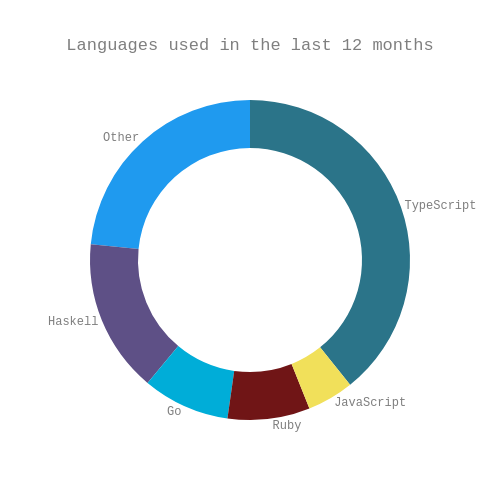 Languages used in the last 12 months
Other
TypeScript
Haskell
JavaScript
Go
Ruby